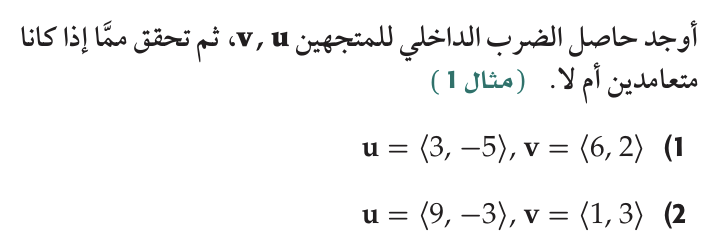 أوجد حاصل الضرب الداخلي للمتجهين u , v، ثم تحقق ممَّا إذا كانا
متعامدين أم لا. (مثال 1)
1) u = ⟨3, −5⟩, v = ⟨6, 2⟩
2) u = ⟨9, −3⟩, v = ⟨1, 3⟩